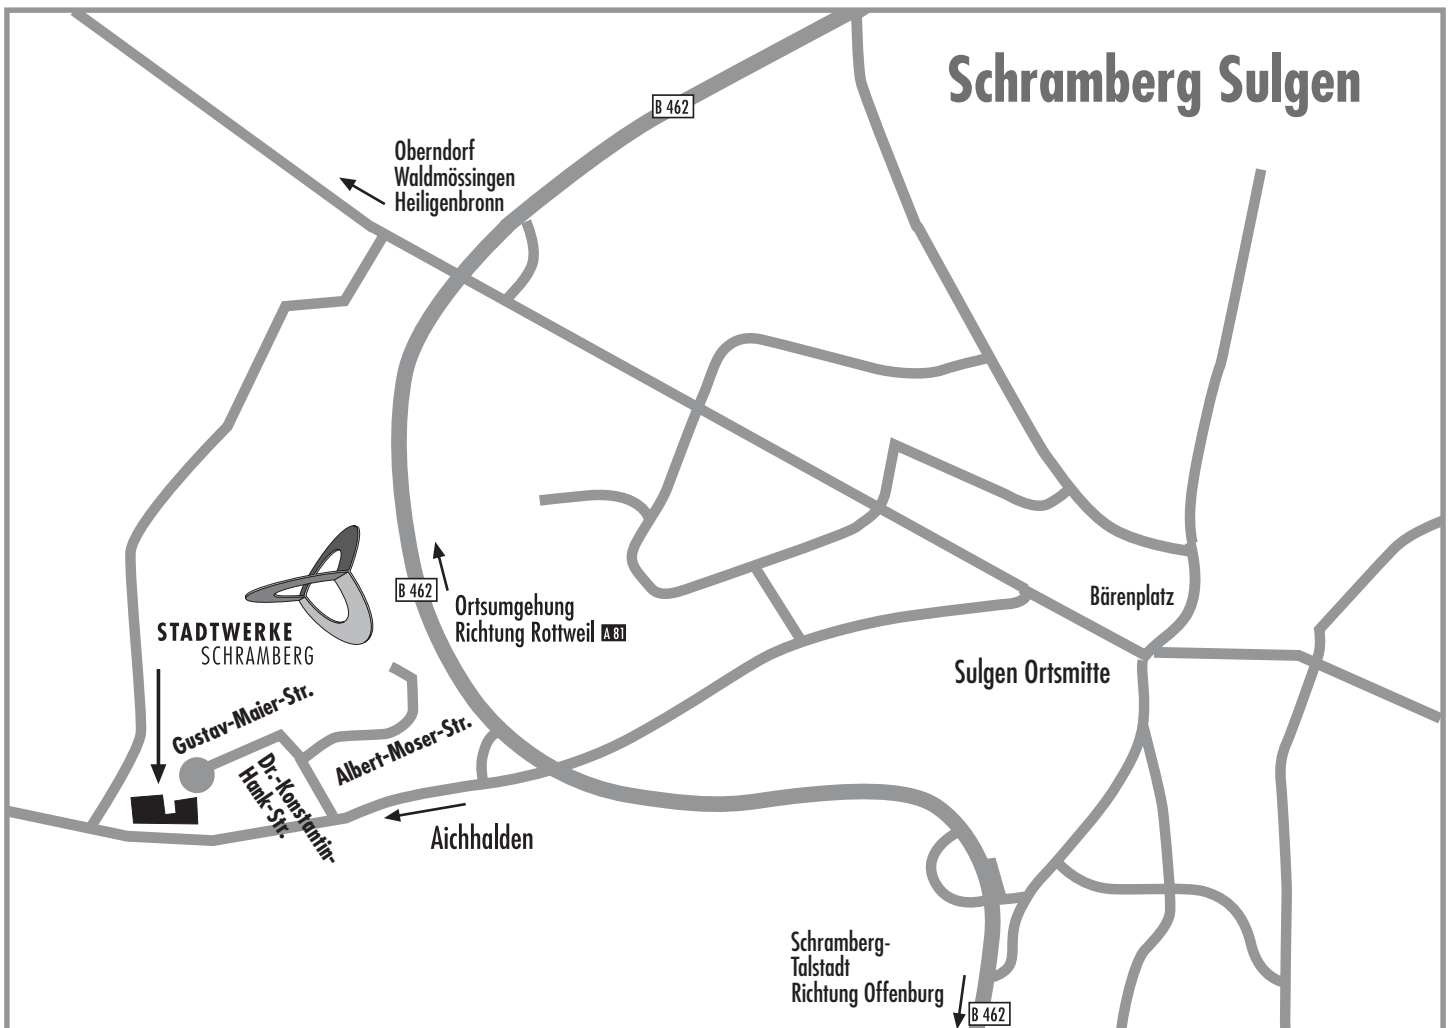 Schramberg Sulgen
B 462
Oberndorf
Waldmössingen
Heiligenbronn
B 462
Ortsumgehung
Richtung Rottweil A 81
Bärenplatz
Sulgen Ortsmitte
STADTWERKE
SCHRAMBERG
Gustav-Maier-Str.
Albert-Moser-Str.
Dr.-Konstantin-
Hank-Str.
Aichhalden
Schramberg-
Talstadt
Richtung Offenburg
B 462